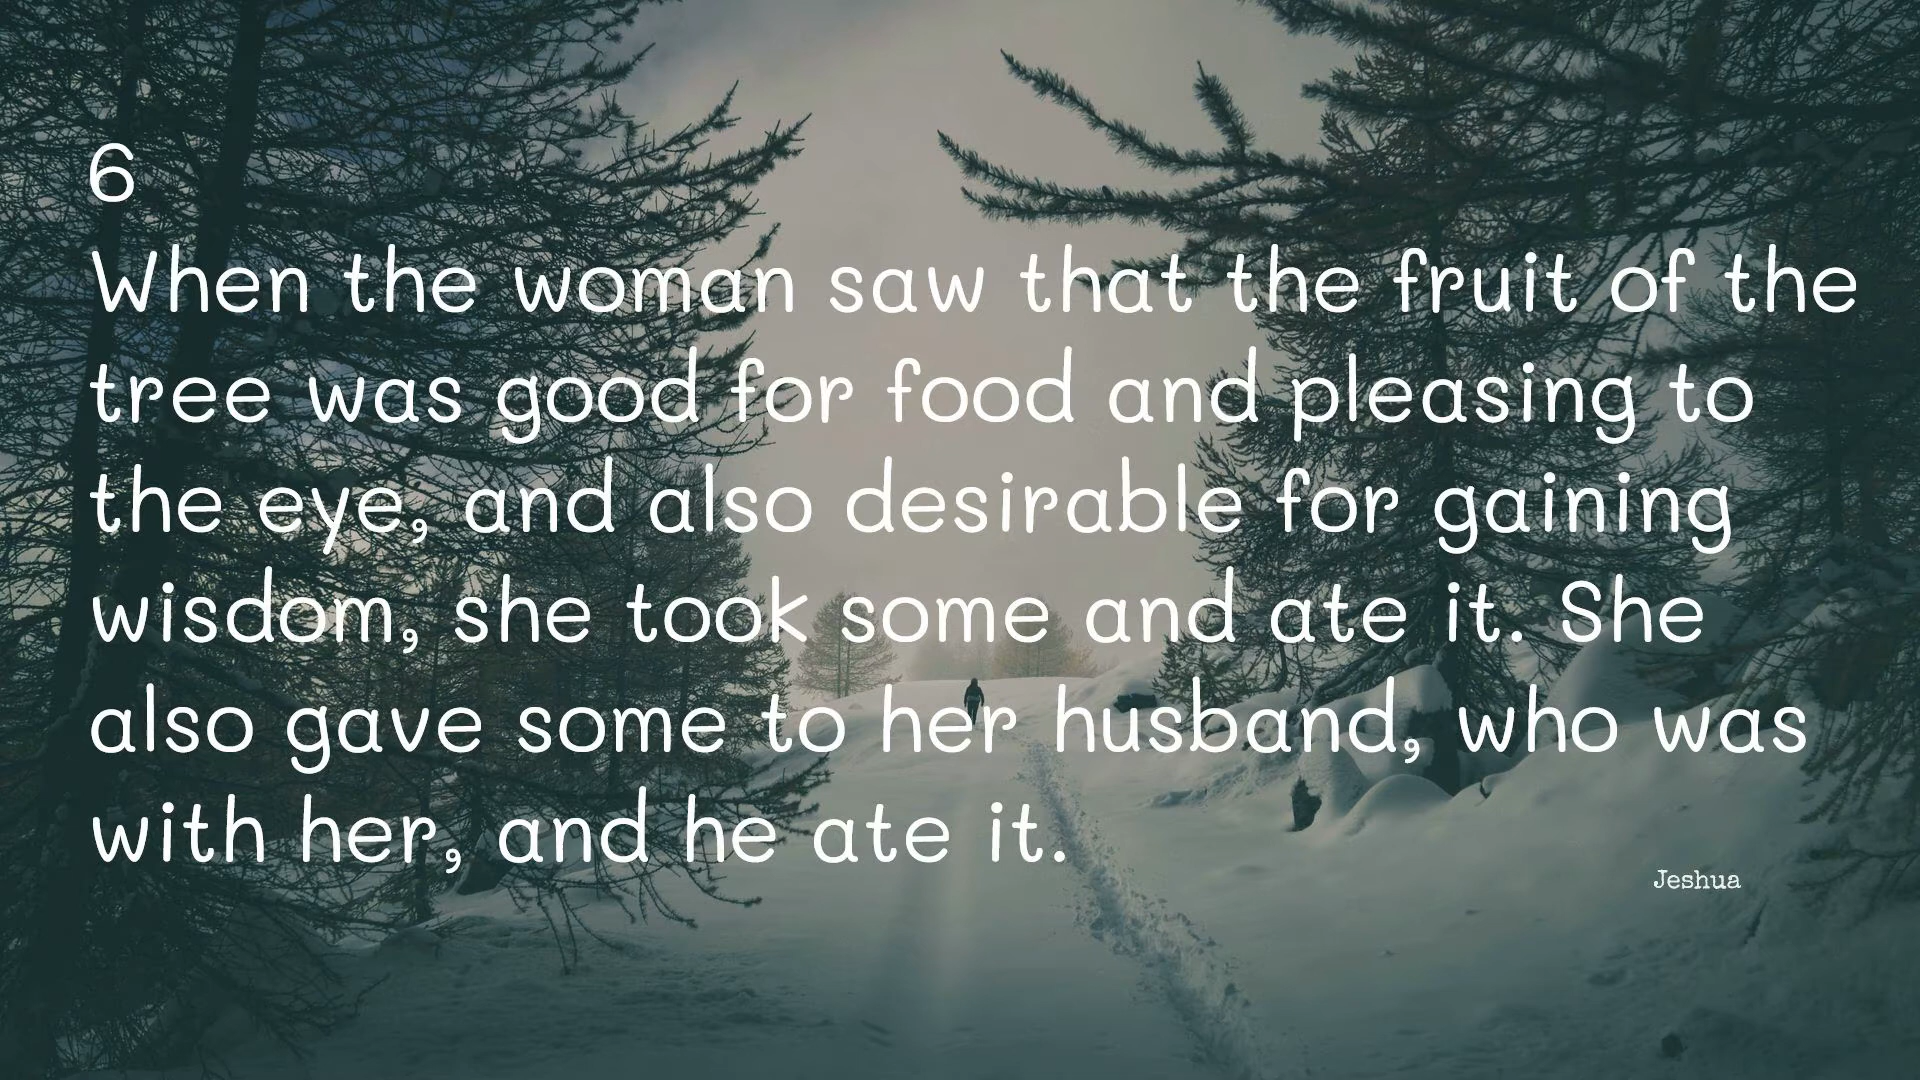 6
When the woman saw that the fruit of the
tree was good for food and pleasing to
the eye, and also desirable for gaining
wisdom, she took some and ate it. She
also gave some to her husband, who was
with her, and he ate it.
Jeshua